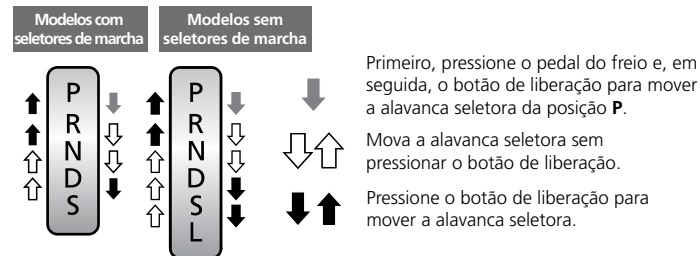 Modelos com
seletores de marcha
Modelos sem
seletores de marcha
P
R
N
D
S
P
R
N
D
S
L
Primeiro, pressione o pedal do freio e, em
seguida, o botão de liberação para mover
a alavanca seletora da posição P.
Mova a alavanca seletora sem
pressionar o botão de liberação.
Pressione o botão de liberação para
mover a alavanca seletora.